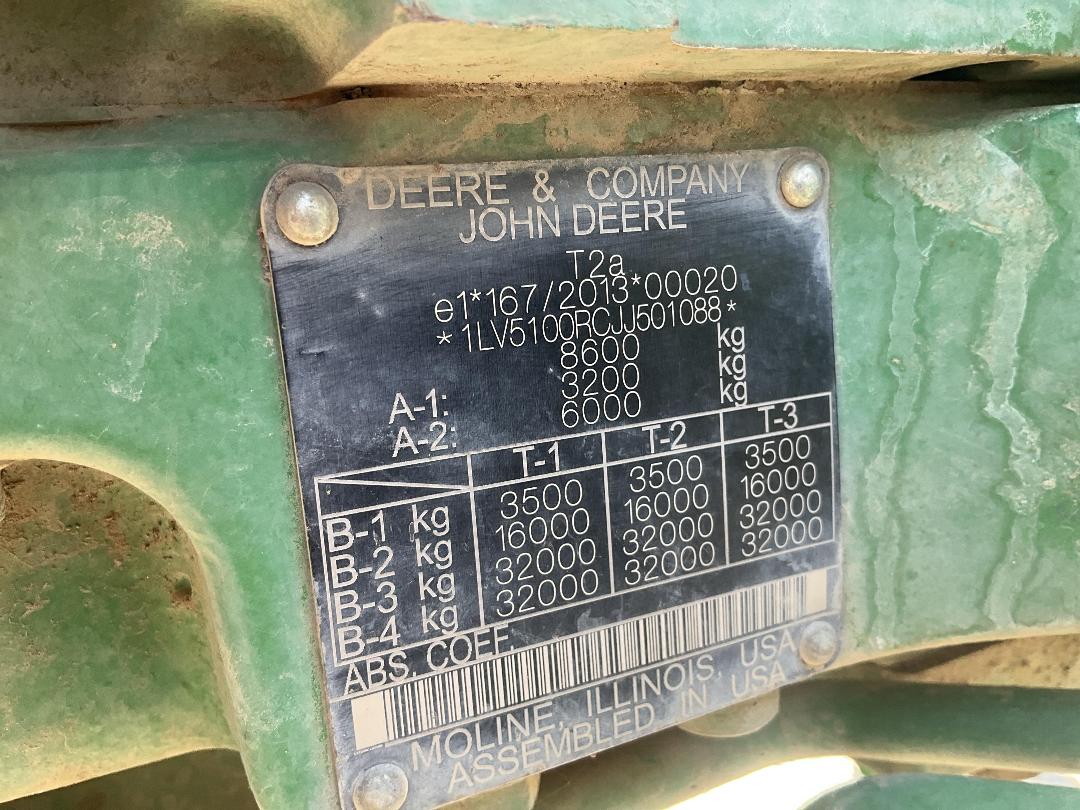 DEERE & COMPANY
JOHN DEERE
T2a
e1*167/2013*00020
*1LV5100RCJJ501088*
8600 kg
A-1: 3200 kg
A-2: 6000 kg
T-1 T-2 T-3
B-1 kg 3500 3500 3500
B-2 kg 16000 16000 16000
B-3 kg 32000 32000 32000
B-4 kg 32000 32000 32000
ABS. COEF.
MOLINE, ILLINOIS, USA
ASSEMBLED IN USA